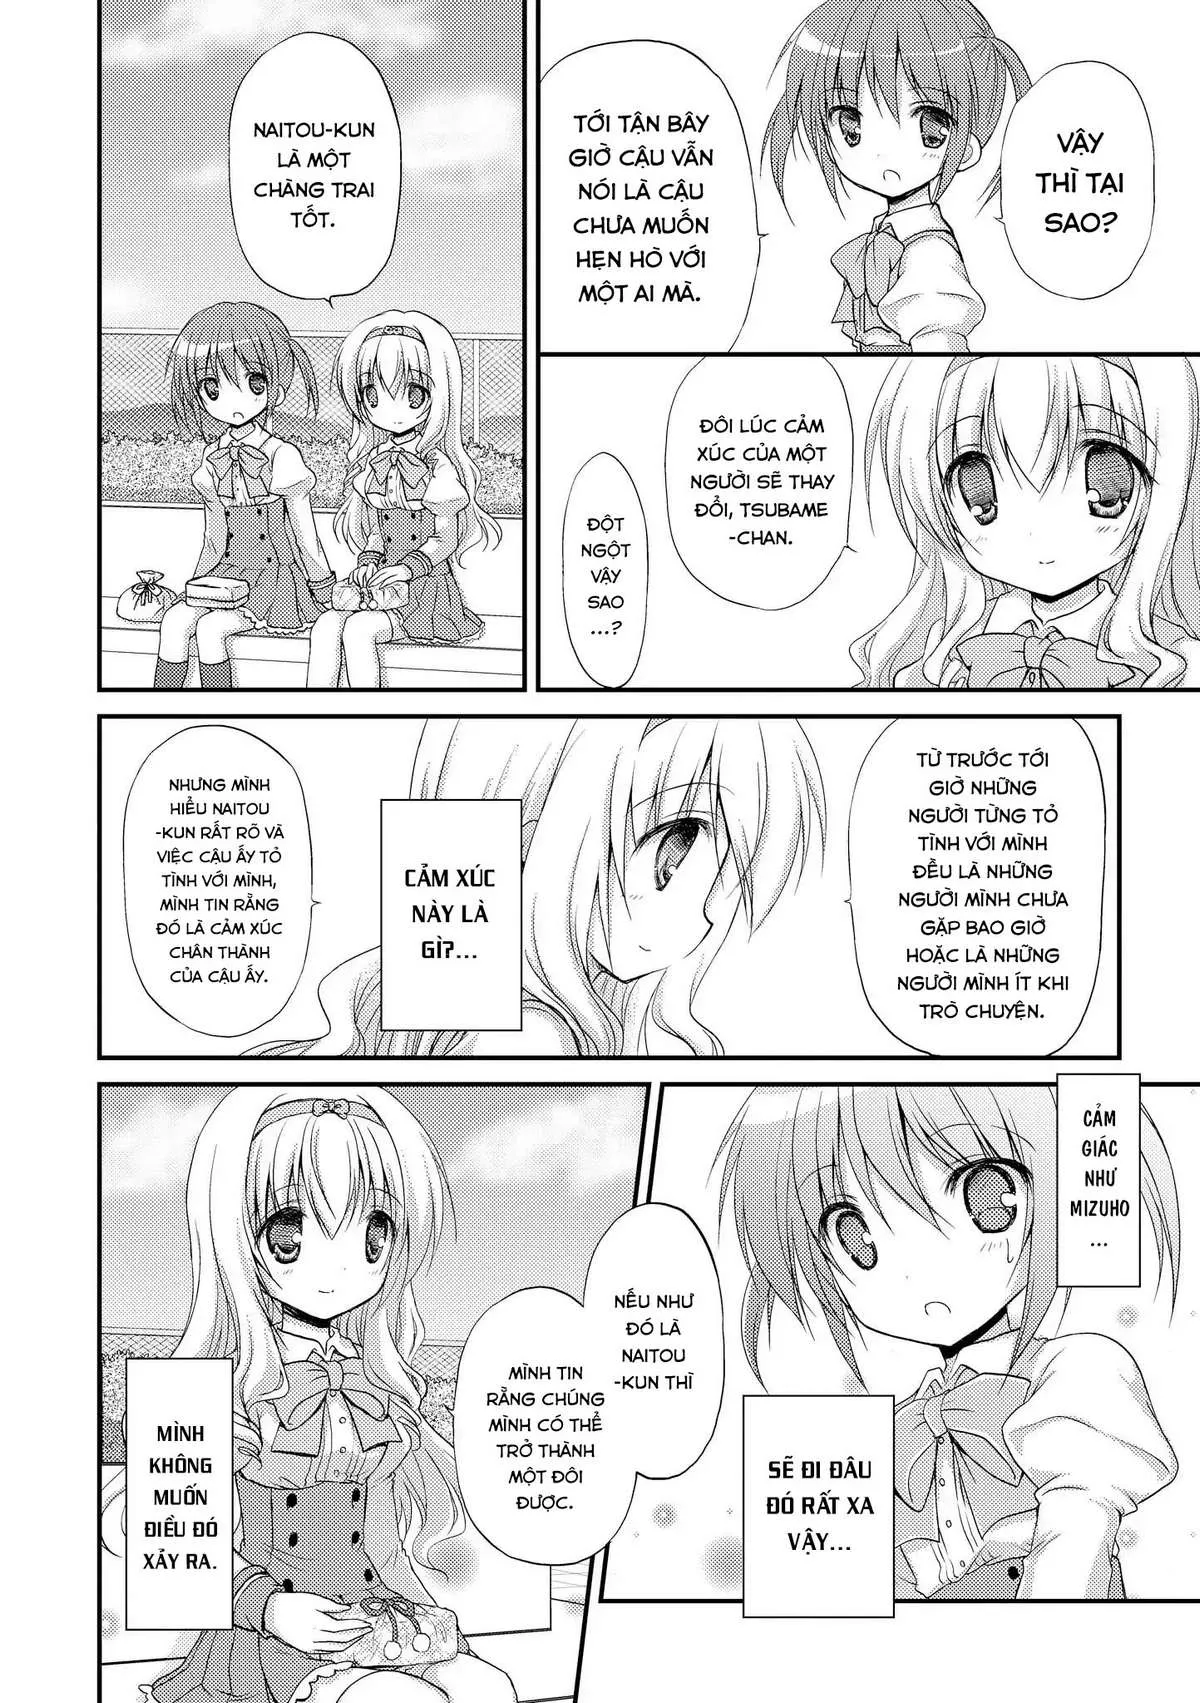 VẬY
THÌ TẠI
SAO?
TỚI TẬN BÂY
GIỜ CẬU VẪN
NÓI LÀ CẬU
CHƯA MUỐN
HẸN HÒ VỚI
MỘT AI MÀ.
ĐÔI LÚC CẢM
XÚC CỦA MỘT
NGƯỜI SẼ THAY
ĐỔI, TSUBAME
-CHAN.
ĐỘT
NGỘT
VẬY
SAO
...?
NAITOU-KUN
LÀ MỘT
CHÀNG TRAI
TỐT.
TỪ TRƯỚC TỚI
GIỜ NHỮNG
NGƯỜI TỪNG TỎ
TÌNH VỚI MÌNH
ĐỀU LÀ NHỮNG
NGƯỜI MÌNH CHƯA
GẶP BAO GIỜ
HOẶC LÀ NHỮNG
NGƯỜI MÌNH ÍT KHI
TRÒ CHUYỆN.
CẢM XÚC
NÀY LÀ
GÌ?...
NHƯNG MÌNH
HIỂU NAITOU
-KUN RẤT RÕ VÀ
VIỆC CẬU ẤY TỎ
TÌNH VỚI MÌNH,
MÌNH TIN RẰNG
ĐÓ LÀ CẢM XÚC
CHÂN THÀNH
CỦA CẬU ẤY.
CẢM
GIÁC
NHƯ
MIZUHO
...
SẼ ĐI ĐÂU
ĐÓ RẤT XA
VẬY...
NẾU NHƯ
ĐÓ LÀ
NAITOU
-KUN THÌ
MÌNH TIN
RẰNG CHÚNG
MÌNH CÓ THỂ
TRỞ THÀNH
MỘT ĐÔI
ĐƯỢC.
MÌNH
KHÔNG
MUỐN
ĐIỀU ĐÓ
XẢY RA.